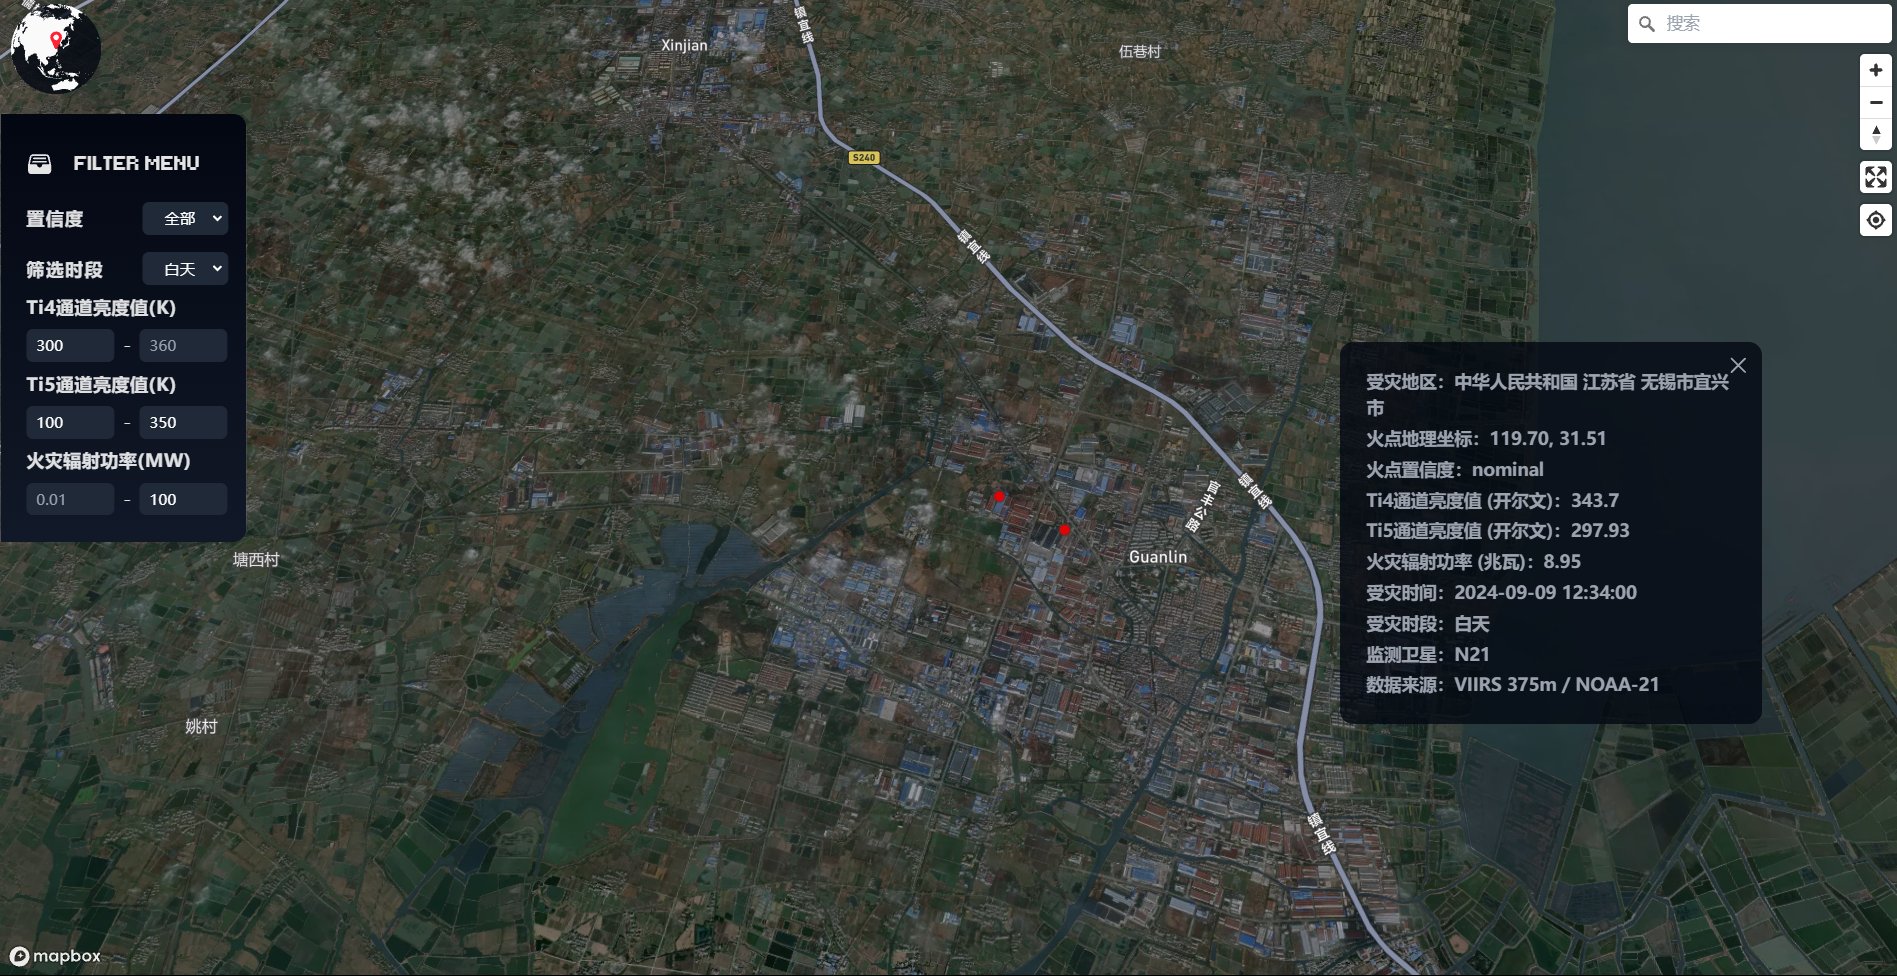 Xinjian
镇宜线
伍巷村
搜索
S240
FILTER MENU
置信度 全部
筛选时段 白天
Ti4通道亮度值(K)
300 - 360
Ti5通道亮度值(K)
100 - 350
火灾辐射功率(MW)
0.01 - 100
镇宜线
受灾地区：中华人民共和国 江苏省 无锡市宜兴
市
火点地理坐标：119.70, 31.51
火点置信度：nominal
Ti4通道亮度值 (开尔文)：343.7
Ti5通道亮度值 (开尔文)：297.93
火灾辐射功率 (兆瓦)：8.95
受灾时间：2024-09-09 12:34:00
受灾时段：白天
监测卫星：N21
数据来源：VIIRS 375m / NOAA-21
镇宜线
官丰公路
Guanlin
塘西村
姚村
镇宜线
mapbox